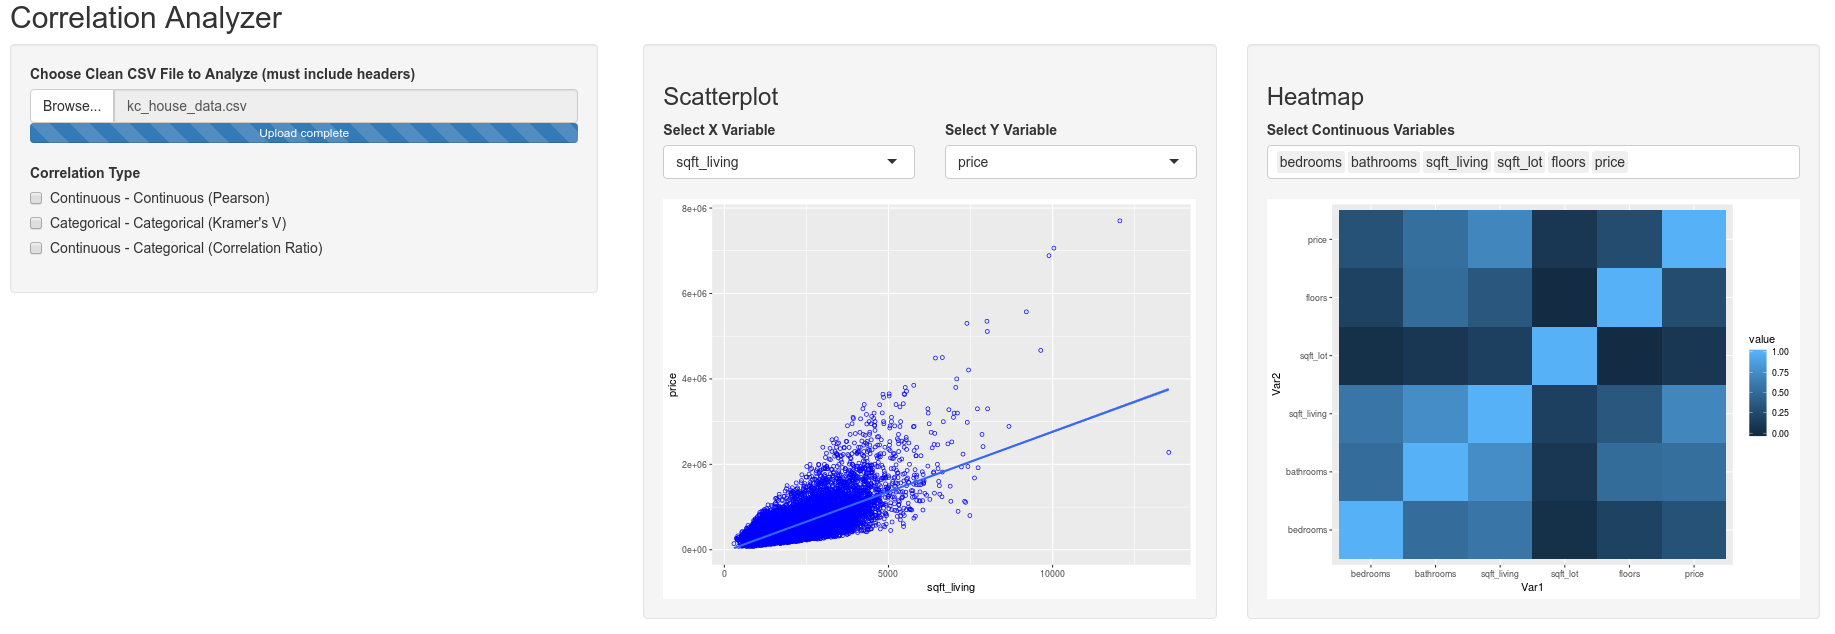 Correlation Analyzer
Choose Clean CSV File to Analyze (must include headers)
Browse... kc_house_data.csv
Upload complete
Correlation Type
Continuous - Continuous (Pearson)
Categorical - Categorical (Kramer's V)
Continuous - Categorical (Correlation Ratio)
Scatterplot
Select X Variable Select Y Variable
sqft_living price
8e+06
6e+06
4e+06
2e+06
0e+00
price
0 5000 10000
sqft_living
Heatmap
Select Continuous Variables
bedrooms bathrooms sqft_living sqft_lot floors price
price
floors
sqft_lot
sqft_living
bathrooms
bedrooms
Var2
bedrooms bathrooms sqft_living sqft_lot floors price
Var1
value
1.00
0.75
0.50
0.25
0.00